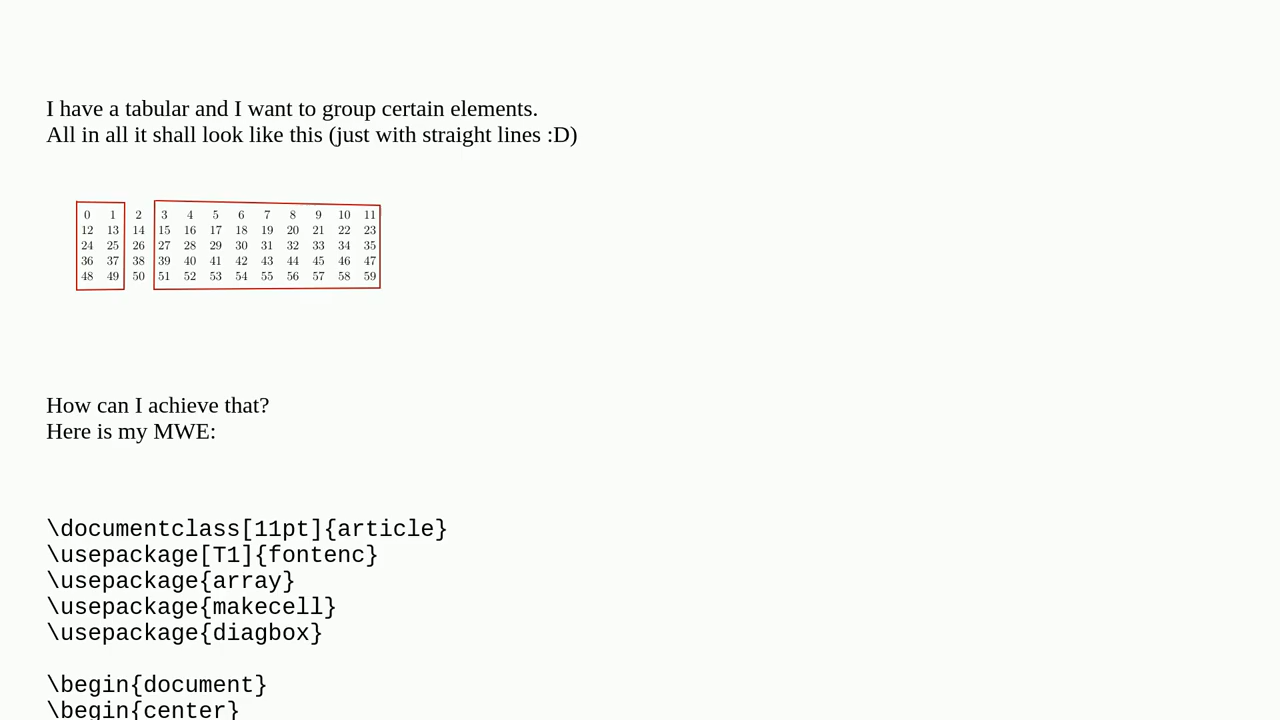 I have a tabular and I want to group certain elements.
All in all it shall look like this (just with straight lines :D)
0 1 2 3 4 5 6 7 8 9 10 11
12 13 14 15 16 17 18 19 20 21 22 23
24 25 26 27 28 29 30 31 32 33 34 35
36 37 38 39 40 41 42 43 44 45 46 47
48 49 50 51 52 53 54 55 56 57 58 59
How can I achieve that?
Here is my MWE:
\documentclass[11pt]{article}
\usepackage[T1]{fontenc}
\usepackage{array}
\usepackage{makecell}
\usepackage{diagbox}
\begin{document}
\begin{center}